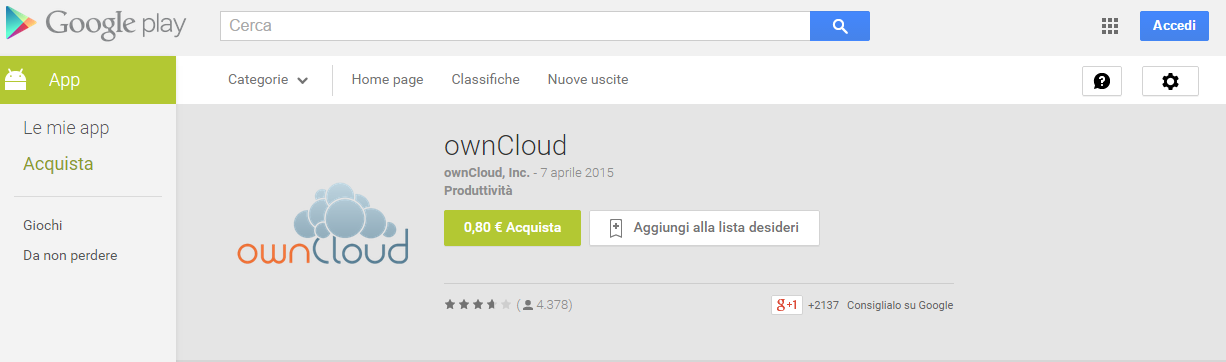 Google play
Cerca
Accedi
App
Categorie
Home page
Classifiche
Nuove uscite
Le mie app
Acquista
Giochi
Da non perdere
ownCloud
ownCloud
ownCloud, Inc. - 7 aprile 2015
Produttività
0,80 € Acquista
Aggiungi alla lista desideri
(4.378)
g+1
+2137
Consiglialo su Google